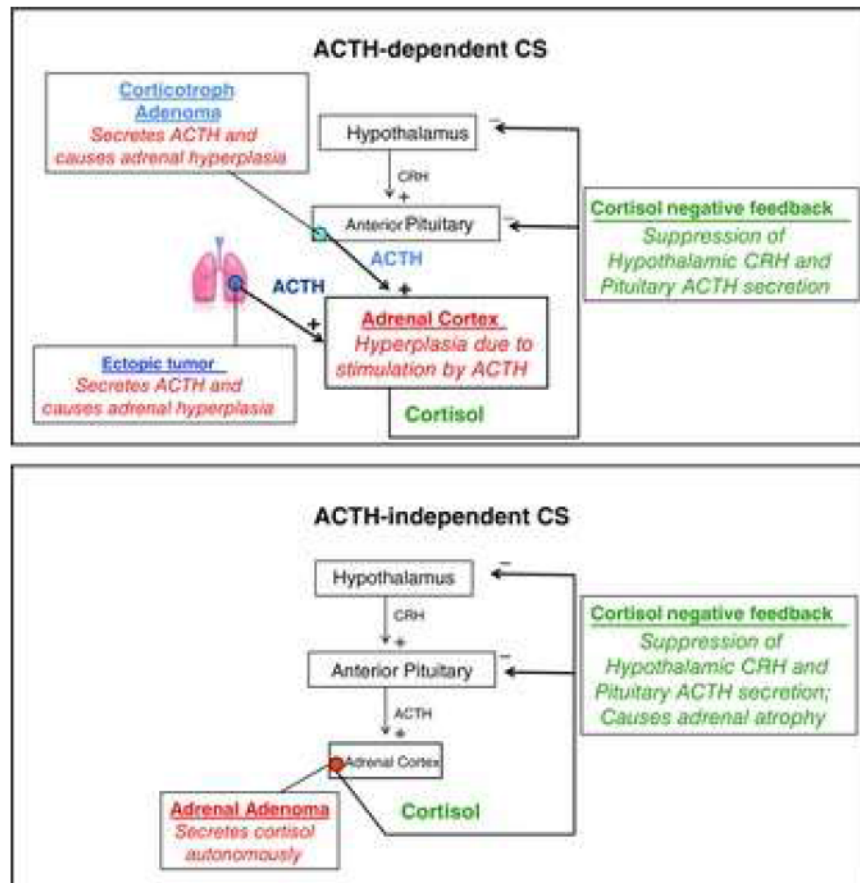 ACTH-dependent CS
Corticotroph
Adenoma
Secretes ACTH and
causes adrenal hyperplasia
Hypothalamus
–
CRH
+
Anterior Pituitary
–
Cortisol negative feedback
Suppression of
Hypothalamic CRH and
Pituitary ACTH secretion
ACTH
+
ACTH
+
Adrenal Cortex
Hyperplasia due to
stimulation by ACTH
Ectopic tumor
Secretes ACTH and
causes adrenal hyperplasia
Cortisol
ACTH-independent CS
Hypothalamus
–
CRH
+
Anterior Pituitary
–
Cortisol negative feedback
Suppression of
Hypothalamic CRH and
Pituitary ACTH secretion;
Causes adrenal atrophy
ACTH
+
Adrenal Cortex
Adrenal Adenoma
Secretes cortisol
autonomously
Cortisol